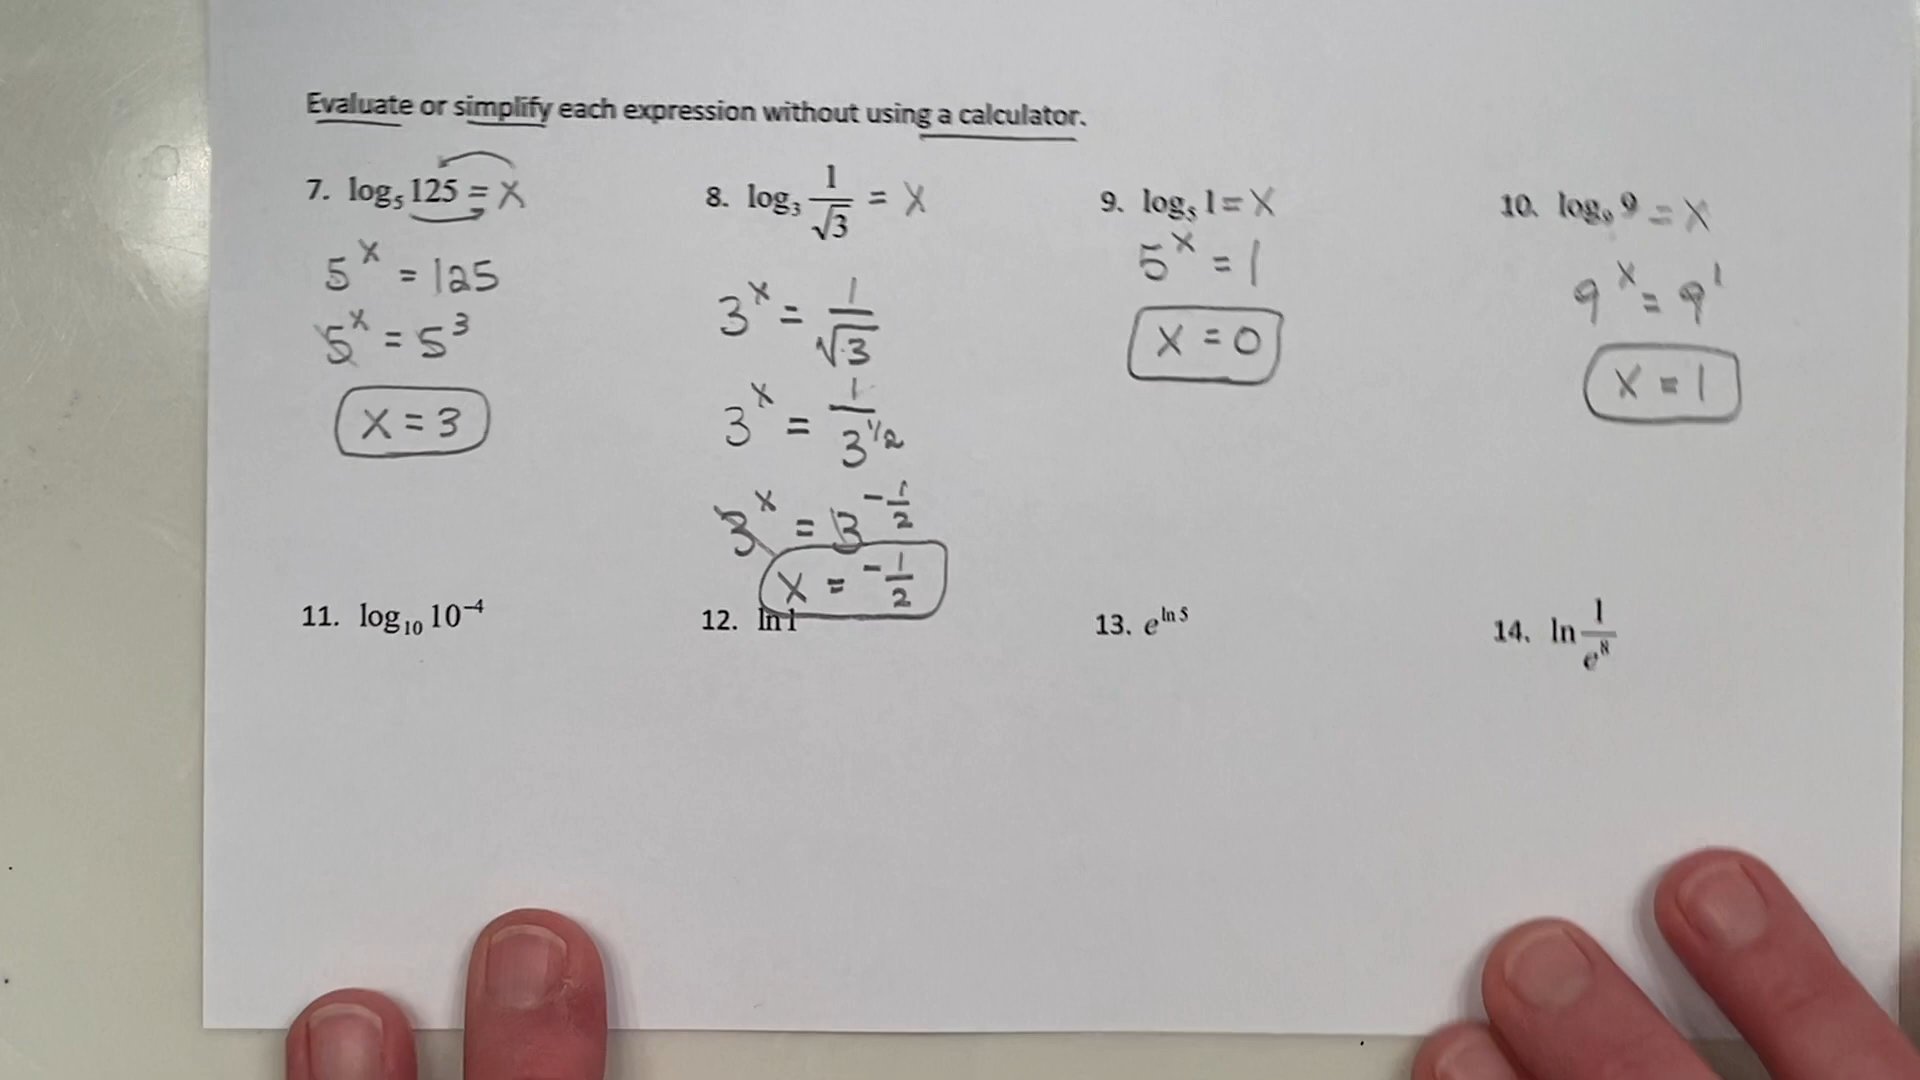 Evaluate or simplify each expression without using a calculator.
7. log₅ 125 = x
5^x = 125
5^x = 5^3
x = 3
8. log₃ 1/√3 = x
3^x = 1/√3
3^x = 1/3^1/2
3^x = 3^-1/2
x = -1/2
9. log₅ 1 = x
5^x = 1
x = 0
10. log₉ 9 = x
9^x = 9^1
x = 1
11. log₁₀ 10⁻⁴
12. ln 1
13. e^ln 5
14. ln 1/e^8